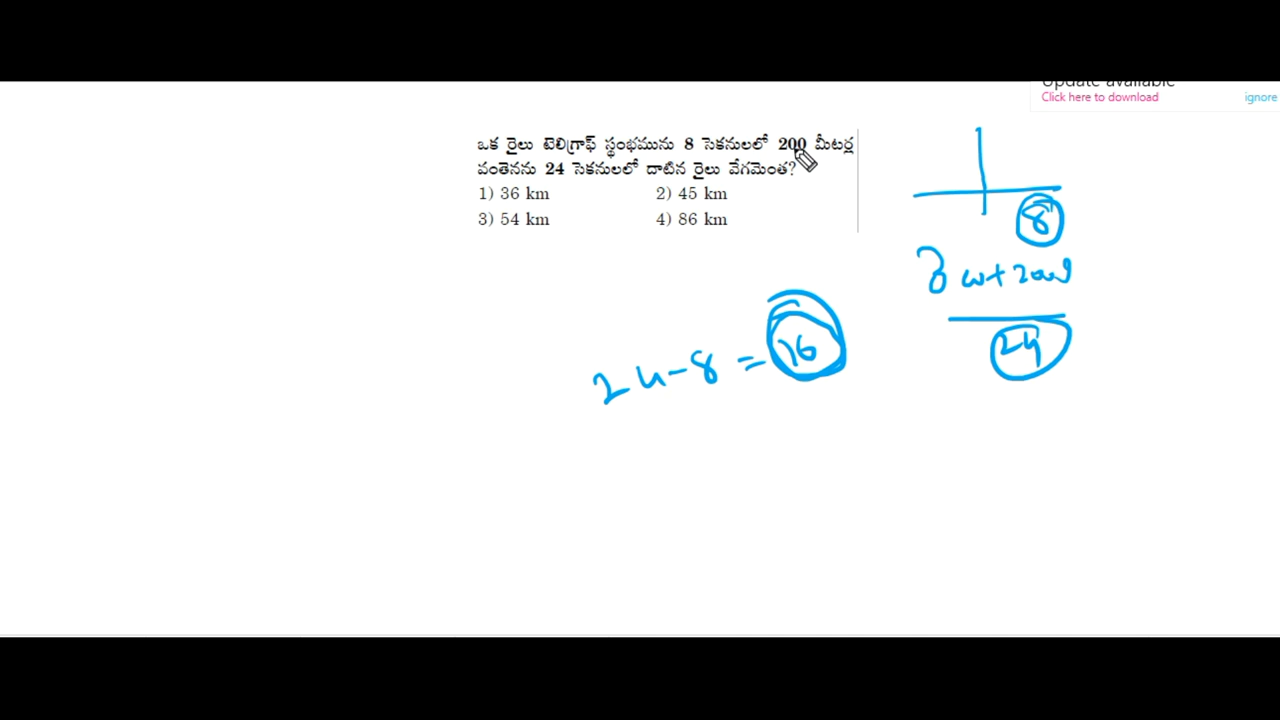 Update available
Click here to download ignore
ఒక రైలు టెలిగ్రాఫ్ స్థంభమును 8 సెకనులలో 200 మీటర్ల
వంతెనను 24 సెకనులలో దాటిన రైలు వేగమెంత?
1) 36 km 2) 45 km
3) 54 km 4) 86 km
8
24
24-8 = 16